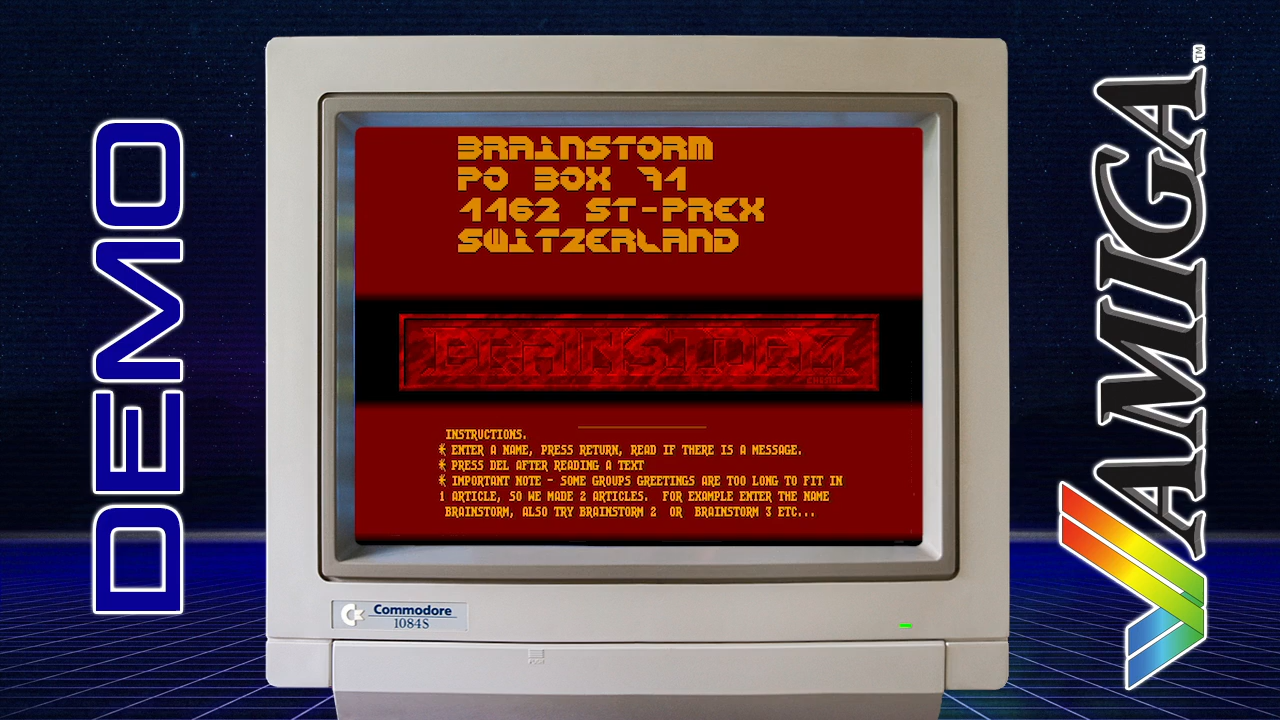 DEMO
BRAINSTORM
PO BOX 71
1162 ST-PREX
SWITZERLAND
BRAINSTORM
INSTRUCTIONS.
* ENTER A NAME, PRESS RETURN, READ IF THERE IS A MESSAGE.
* PRESS DEL AFTER READING A TEXT
* IMPORTANT NOTE - SOME GROUPS GREETINGS ARE TOO LONG TO FIT IN
1 ARTICLE, SO WE MADE 2 ARTICLES. FOR EXAMPLE ENTER THE NAME
BRAINSTORM, ALSO TRY BRAINSTORM 2 OR BRAINSTORM 3 ETC...
Commodore
1084S
AMIGA™